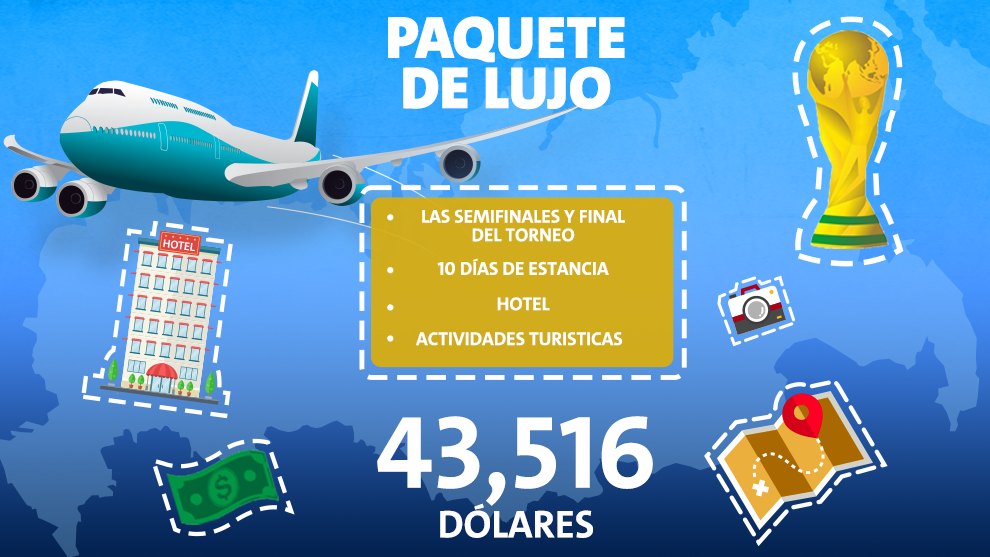 PAQUETE
DE LUJO
HOTEL
• LAS SEMIFINALES Y FINAL
DEL TORNEO
• 10 DÍAS DE ESTANCIA
• HOTEL
• ACTIVIDADES TURISTICAS
$
43,516
DÓLARES